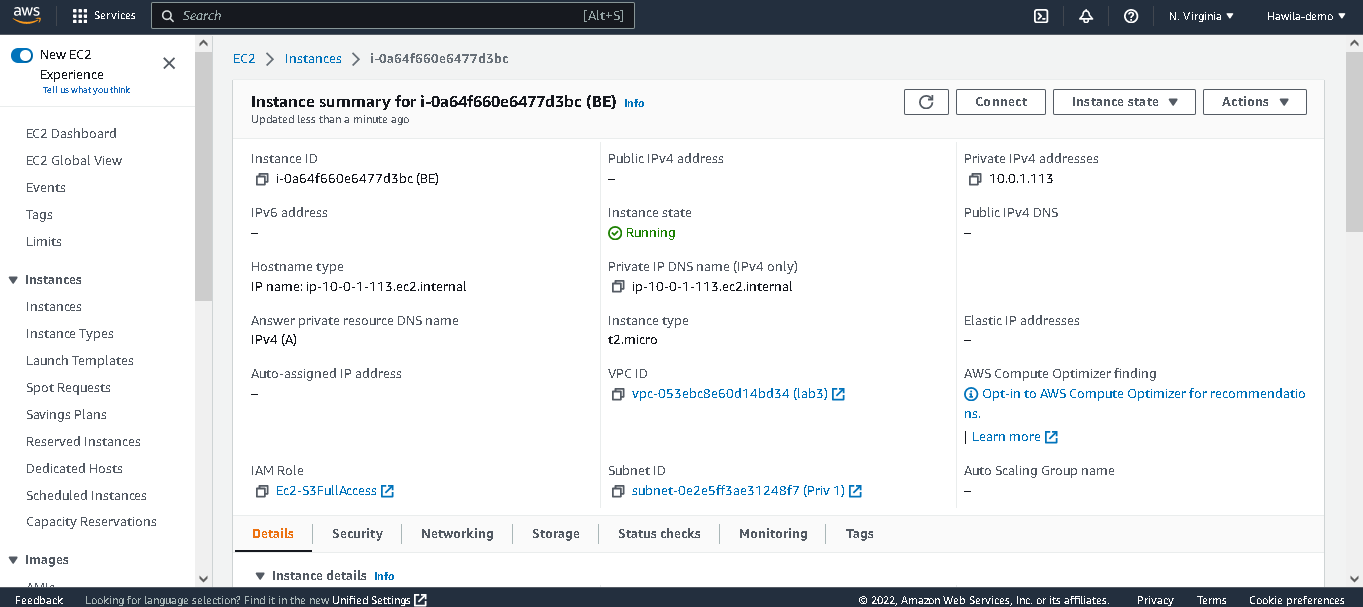 aws
Services
Search
[Alt+S]
N. Virginia
Hawila-demo
New EC2
Experience
Tell us what you think
EC2 Dashboard
EC2 Global View
Events
Tags
Limits
Instances
Instances
Instance Types
Launch Templates
Spot Requests
Savings Plans
Reserved Instances
Dedicated Hosts
Scheduled Instances
Capacity Reservations
Images
AMIs
EC2 > Instances > i-0a64f660e6477d3bc
Instance summary for i-0a64f660e6477d3bc (BE) Info
Updated less than a minute ago
Connect
Instance state
Actions
Instance ID
i-0a64f660e6477d3bc (BE)
Public IPv4 address
–
Private IPv4 addresses
10.0.1.113
IPv6 address
–
Instance state
Running
Public IPv4 DNS
–
Hostname type
IP name: ip-10-0-1-113.ec2.internal
Private IP DNS name (IPv4 only)
ip-10-0-1-113.ec2.internal
Answer private resource DNS name
IPv4 (A)
Instance type
t2.micro
Elastic IP addresses
–
Auto-assigned IP address
–
VPC ID
vpc-053ebc8e60d14bd34 (lab3)
AWS Compute Optimizer finding
Opt-in to AWS Compute Optimizer for recommendatio
ns.
| Learn more
IAM Role
Ec2-S3FullAccess
Subnet ID
subnet-0e2e5ff3ae31248f7 (Priv 1)
Auto Scaling Group name
–
Details
Security
Networking
Storage
Status checks
Monitoring
Tags
Instance details Info
Feedback
Looking for language selection? Find it in the new Unified Settings
© 2022, Amazon Web Services, Inc. or its affiliates.
Privacy
Terms
Cookie preferences